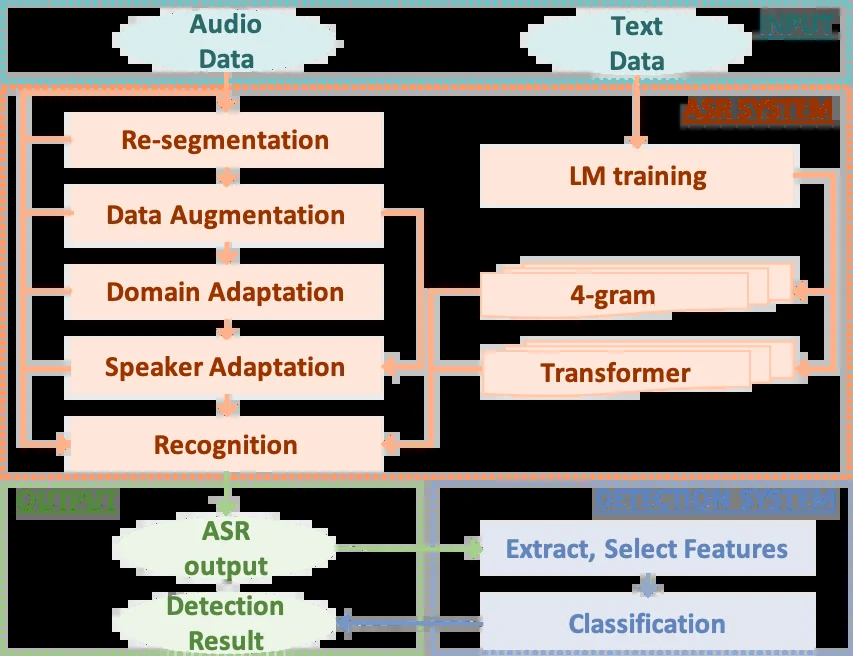 INPUT
Audio
Data
Text
Data
ASR SYSTEM
Re-segmentation
LM training
Data Augmentation
Domain Adaptation
4-gram
Speaker Adaptation
Transformer
Recognition
OUTPUT
DETECTION SYSTEM
ASR
output
Extract, Select Features
Detection
Result
Classification